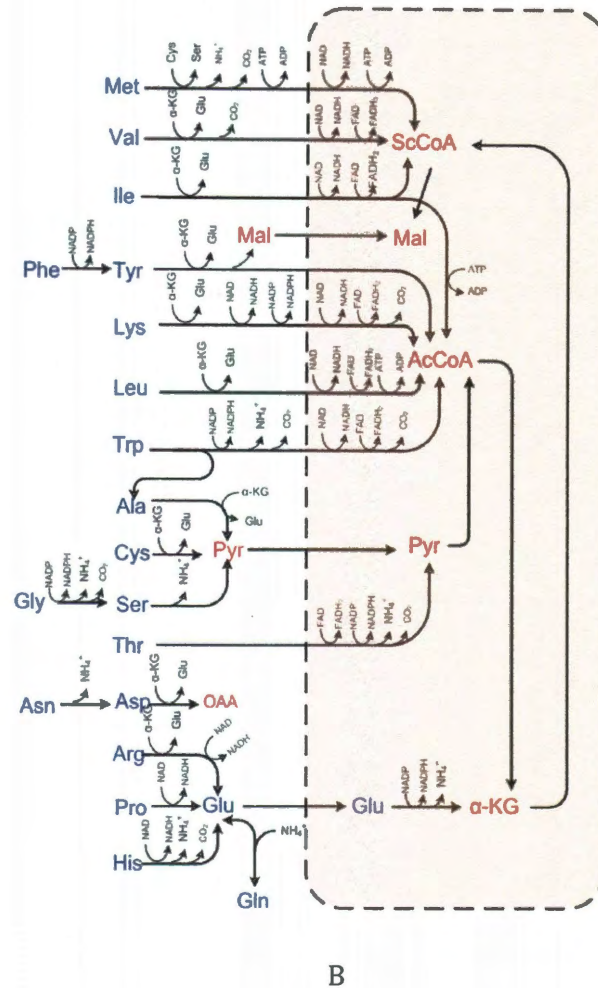 Cys Ser NH₄⁺ CO₂ ATP ADP NAD NADH ATP ADP
Met
α-KG Glu CO₂ NAD NADH FAD FADH₂
Val ScCoA
α-KG Glu NAD NADH FAD FADH₂
Ile
α-KG Glu Mal Mal
NADP NADPH
Phe Tyr
ATP
ADP
α-KG Glu NAD NADH NADP NADPH NAD NADH FAD FADH₂ CO₂
Lys
α-KG Glu NAD NADH FAD FADH₂ ATP ADP AcCoA
Leu
NADP NADPH NH₄⁺ CO₂ NAD NADH FAD FADH₂ CO₂
Trp
Ala α-KG
Glu
α-KG Glu
Cys Pyr Pyr
NADP NADPH NH₄⁺ CO₂ NH₄⁺
Gly Ser
FAD FADH₂ NADP NADPH NH₄⁺ CO₂
Thr
NH₄⁺ α-KG Glu
Asn Asp OAA
α-KG Glu NAD NADH
Arg
NAD NADH NADP NADPH NH₄⁺
Pro Glu Glu α-KG
NAD NADH NH₄⁺ CO₂ NH₄⁺
His
Gln
B